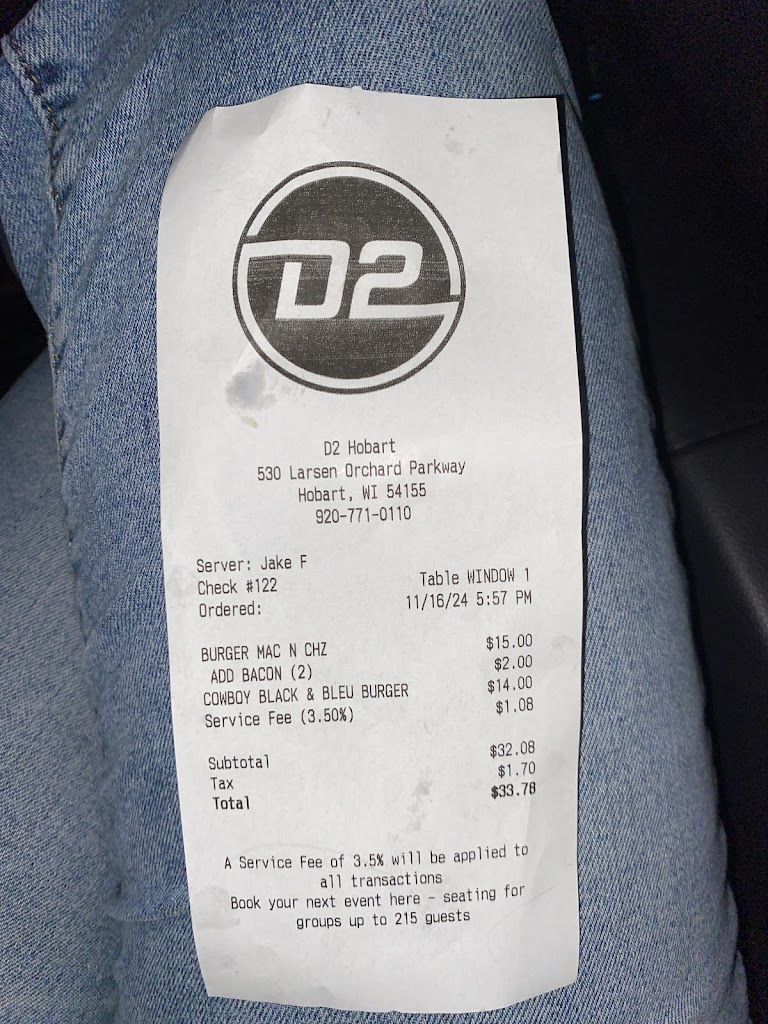 D2
D2 Hobart
530 Larsen Orchard Parkway
Hobart, WI 54155
920-771-0110
Server: Jake F
Check #122 Table WINDOW 1
Ordered: 11/16/24 5:57 PM
BURGER MAC N CHZ $15.00
ADD BACON (2) $2.00
COWBOY BLACK & BLEU BURGER $14.00
Service Fee (3.50%) $1.08
Subtotal $32.08
Tax $1.70
Total $33.78
A Service Fee of 3.5% will be applied to
all transactions
Book your next event here - seating for
groups up to 215 guests